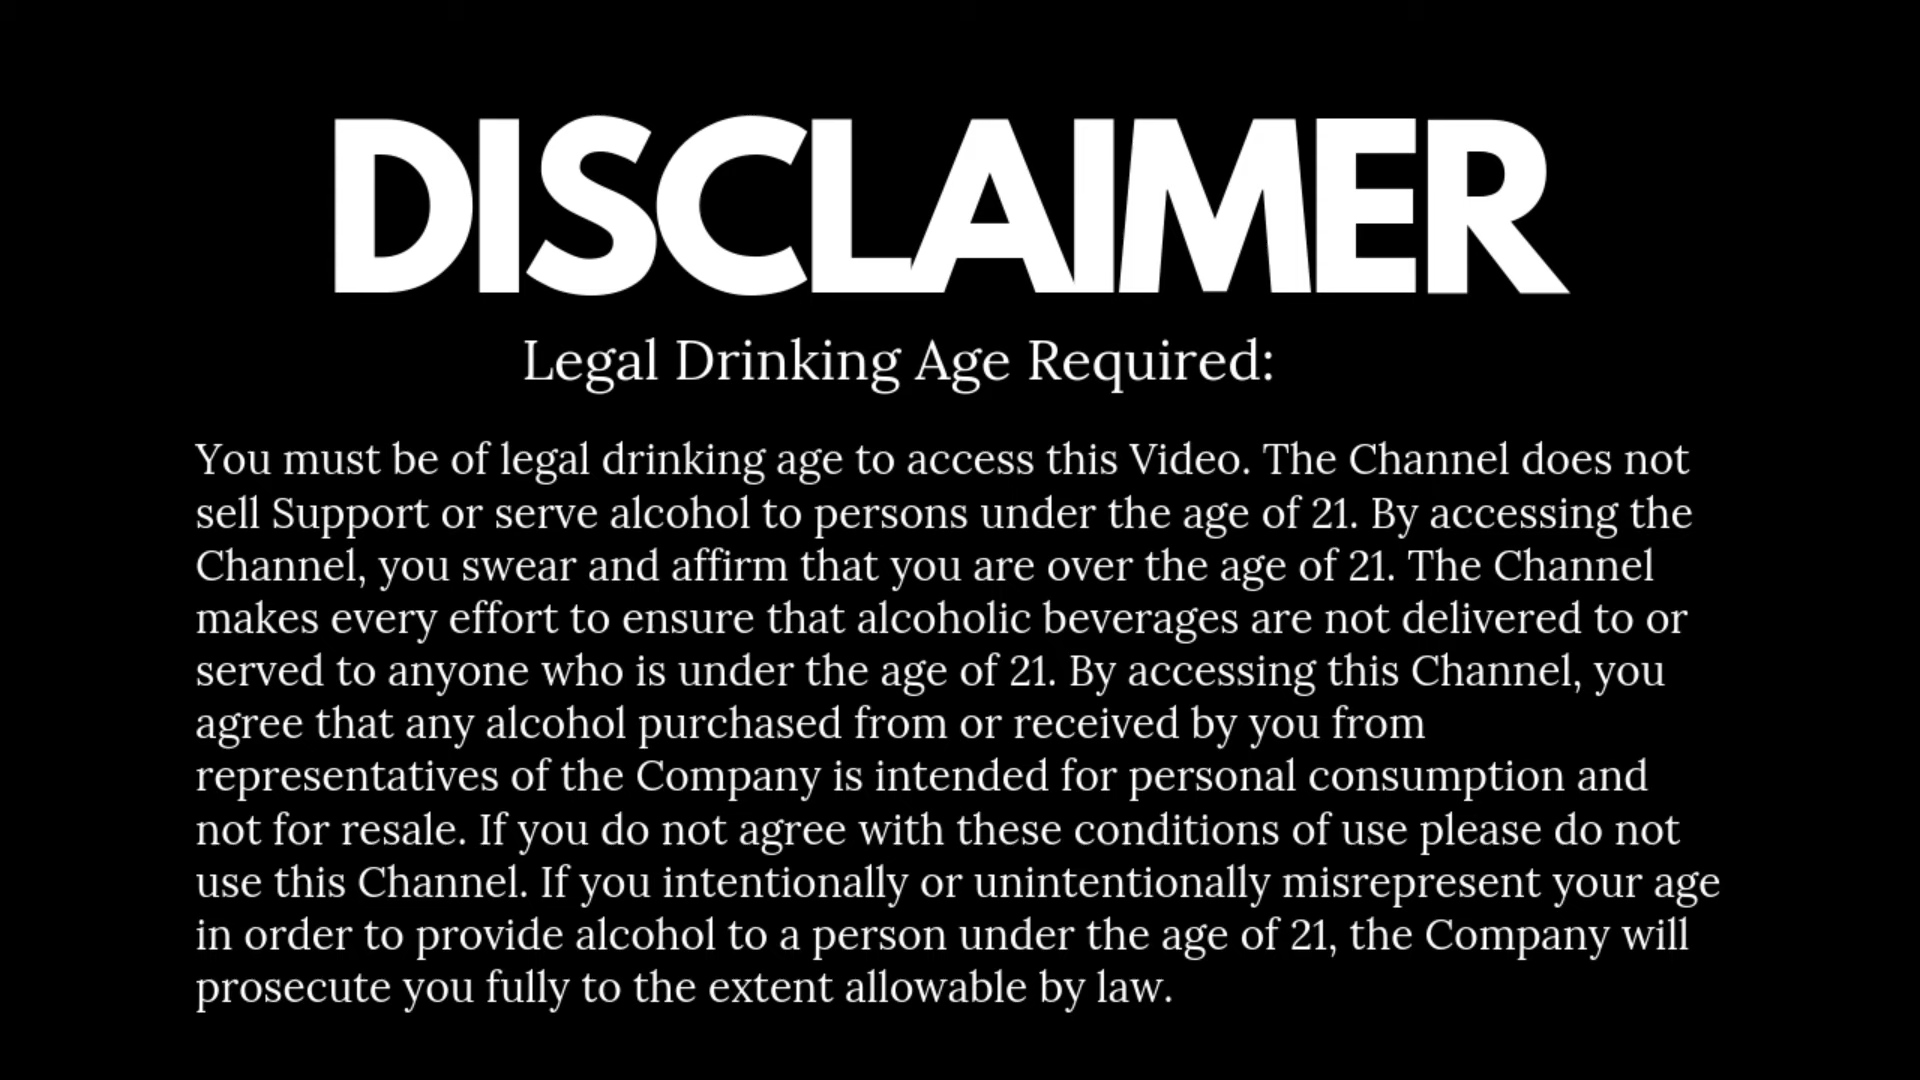 DISCLAIMER
Legal Drinking Age Required:
You must be of legal drinking age to access this Video. The Channel does not
sell Support or serve alcohol to persons under the age of 21. By accessing the
Channel, you swear and affirm that you are over the age of 21. The Channel
makes every effort to ensure that alcoholic beverages are not delivered to or
served to anyone who is under the age of 21. By accessing this Channel, you
agree that any alcohol purchased from or received by you from
representatives of the Company is intended for personal consumption and
not for resale. If you do not agree with these conditions of use please do not
use this Channel. If you intentionally or unintentionally misrepresent your age
in order to provide alcohol to a person under the age of 21, the Company will
prosecute you fully to the extent allowable by law.